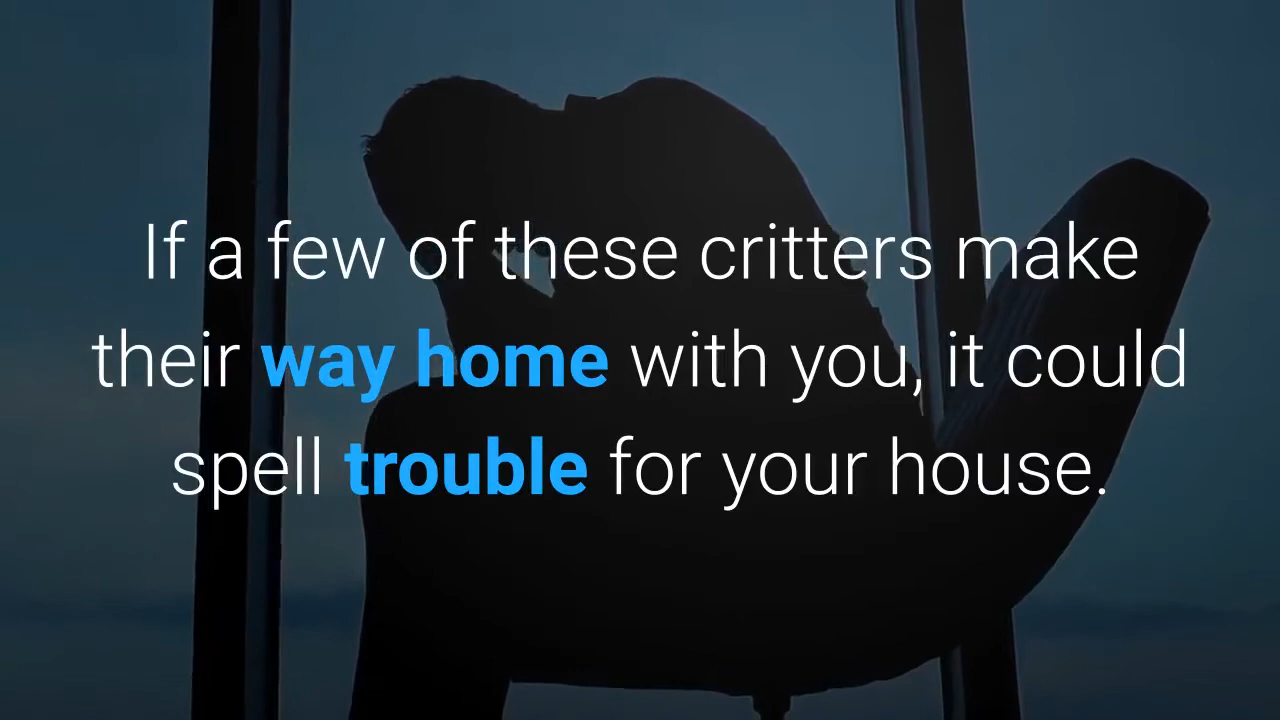 If a few of these critters make
their way home with you, it could
spell trouble for your house.